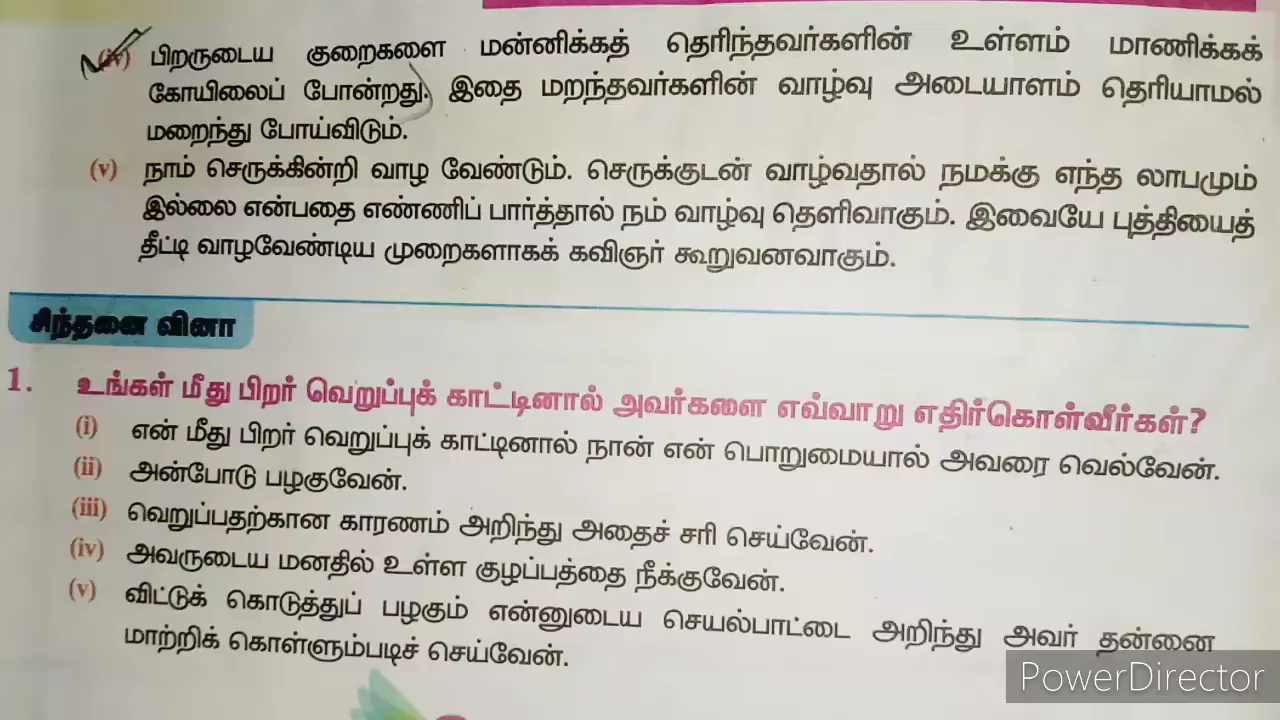 (iv) பிறருடைய குறைகளை மன்னிக்கத் தெரிந்தவர்களின் உள்ளம் மாணிக்கக்
கோயிலைப் போன்றது. இதை மறந்தவர்களின் வாழ்வு அடையாளம் தெரியாமல்
மறைந்து போய்விடும்.
(v) நாம் செருக்கின்றி வாழ வேண்டும். செருக்குடன் வாழ்வதால் நமக்கு எந்த லாபமும்
இல்லை என்பதை எண்ணிப் பார்த்தால் நம் வாழ்வு தெளிவாகும். இவையே புத்தியைத்
தீட்டி வாழவேண்டிய முறைகளாகக் கவிஞர் கூறுவனவாகும்.
சிந்தனை வினா
1. உங்கள் மீது பிறர் வெறுப்புக் காட்டினால் அவர்களை எவ்வாறு எதிர்கொள்வீர்கள்?
(i) என் மீது பிறர் வெறுப்புக் காட்டினால் நான் என் பொறுமையால் அவரை வெல்வேன்.
(ii) அன்போடு பழகுவேன்.
(iii) வெறுப்பதற்கான காரணம் அறிந்து அதைச் சரி செய்வேன்.
(iv) அவருடைய மனதில் உள்ள குழப்பத்தை நீக்குவேன்.
(v) விட்டுக் கொடுத்துப் பழகும் என்னுடைய செயல்பாட்டை அறிந்து அவர் தன்னை
மாற்றிக் கொள்ளும்படிச் செய்வேன்.
PowerDirector